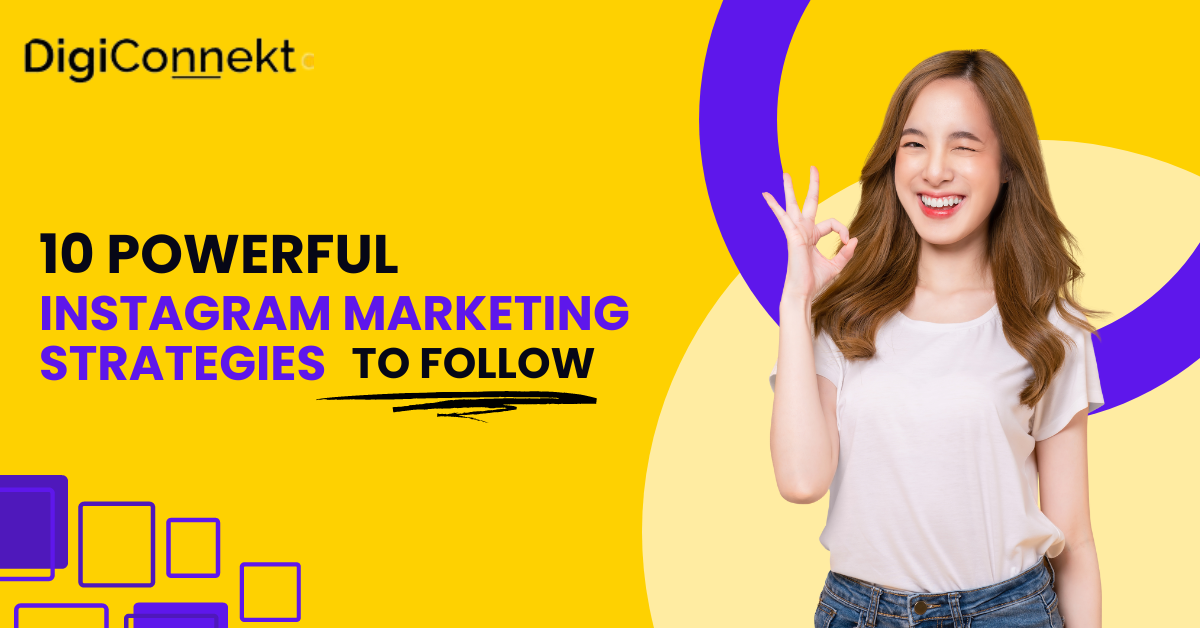 DigiConnekt
10 POWERFUL
INSTAGRAM MARKETING
STRATEGIES TO FOLLOW